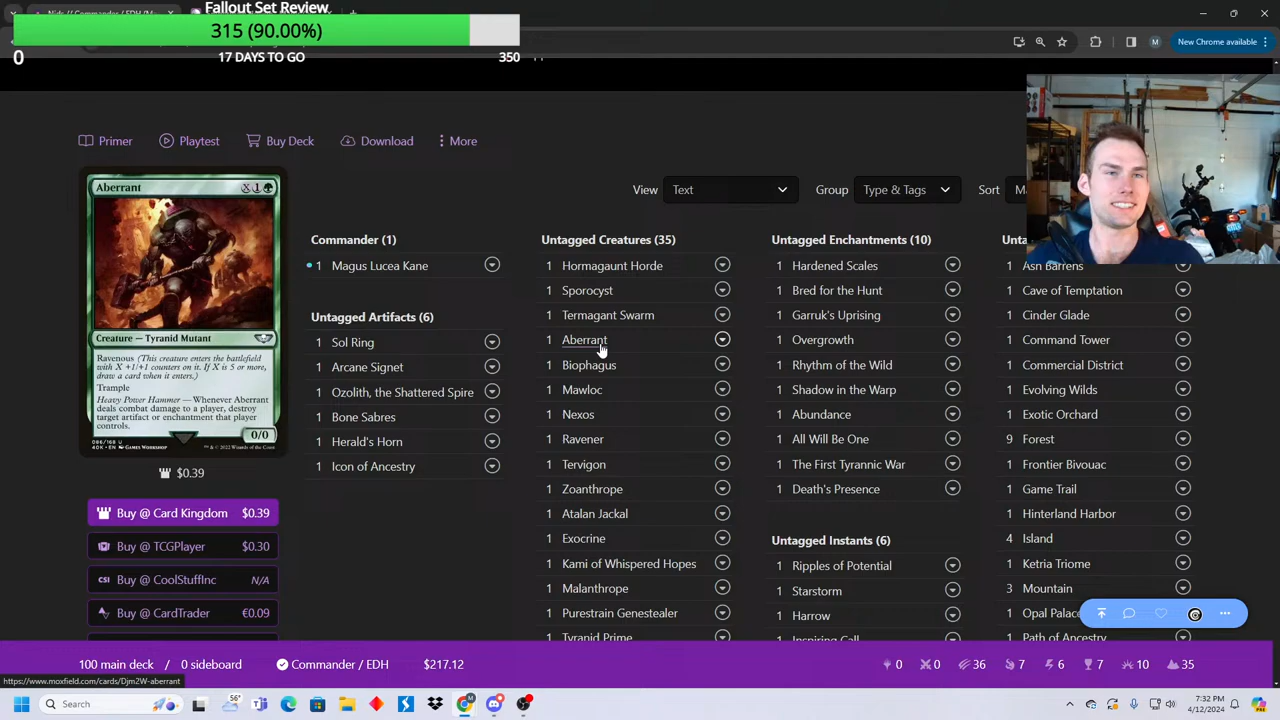 Nids // Commander / EDH
Fallout Set Review
315 (90.00%)
0
17 DAYS TO GO
350
M
New Chrome available
Primer
Playtest
Buy Deck
Download
More
View
Text
Group
Type & Tags
Sort
Aberrant
X 1
Creature — Tyranid Mutant
Ravenous (This creature enters the battlefield
with X +1/+1 counters on it. If X is 5 or more,
draw a card when it enters.)
Trample
Heavy Power Hammer — Whenever Aberrant
deals combat damage to a player, destroy
target artifact or enchantment that player
controls.
0/0
$0.39
Buy @ Card Kingdom $0.39
Buy @ TCGPlayer $0.30
CSI Buy @ CoolStuffInc N/A
Buy @ CardTrader €0.09
Commander (1)
1 Magus Lucea Kane
Untagged Artifacts (6)
1 Sol Ring
1 Arcane Signet
1 Ozolith, the Shattered Spire
1 Bone Sabres
1 Herald's Horn
1 Icon of Ancestry
Untagged Creatures (35)
1 Hormagaunt Horde
1 Sporocyst
1 Termagant Swarm
1 Aberrant
1 Biophagus
1 Mawloc
1 Nexos
1 Ravener
1 Tervigon
1 Zoanthrope
1 Atalan Jackal
1 Exocrine
1 Kami of Whispered Hopes
1 Malanthrope
1 Purestrain Genestealer
1 Tyranid Prime
Untagged Enchantments (10)
1 Hardened Scales
1 Bred for the Hunt
1 Garruk's Uprising
1 Overgrowth
1 Rhythm of the Wild
1 Shadow in the Warp
1 Abundance
1 All Will Be One
1 The First Tyrannic War
1 Death's Presence
Untagged Instants (6)
1 Ripples of Potential
1 Starstorm
1 Harrow
1 Inspiring Call
1 Ash Barrens
1 Cave of Temptation
1 Cinder Glade
1 Command Tower
1 Commercial District
1 Evolving Wilds
1 Exotic Orchard
9 Forest
1 Frontier Bivouac
1 Game Trail
1 Hinterland Harbor
4 Island
1 Ketria Triome
3 Mountain
1 Opal Palace
1 Path of Ancestry
100 main deck / 0 sideboard
Commander / EDH
$217.12
0 0 36 7 6 7 10 35
https://www.moxfield.com/cards/Djm2W-aberrant
Search
56°
7:32 PM
4/12/2024